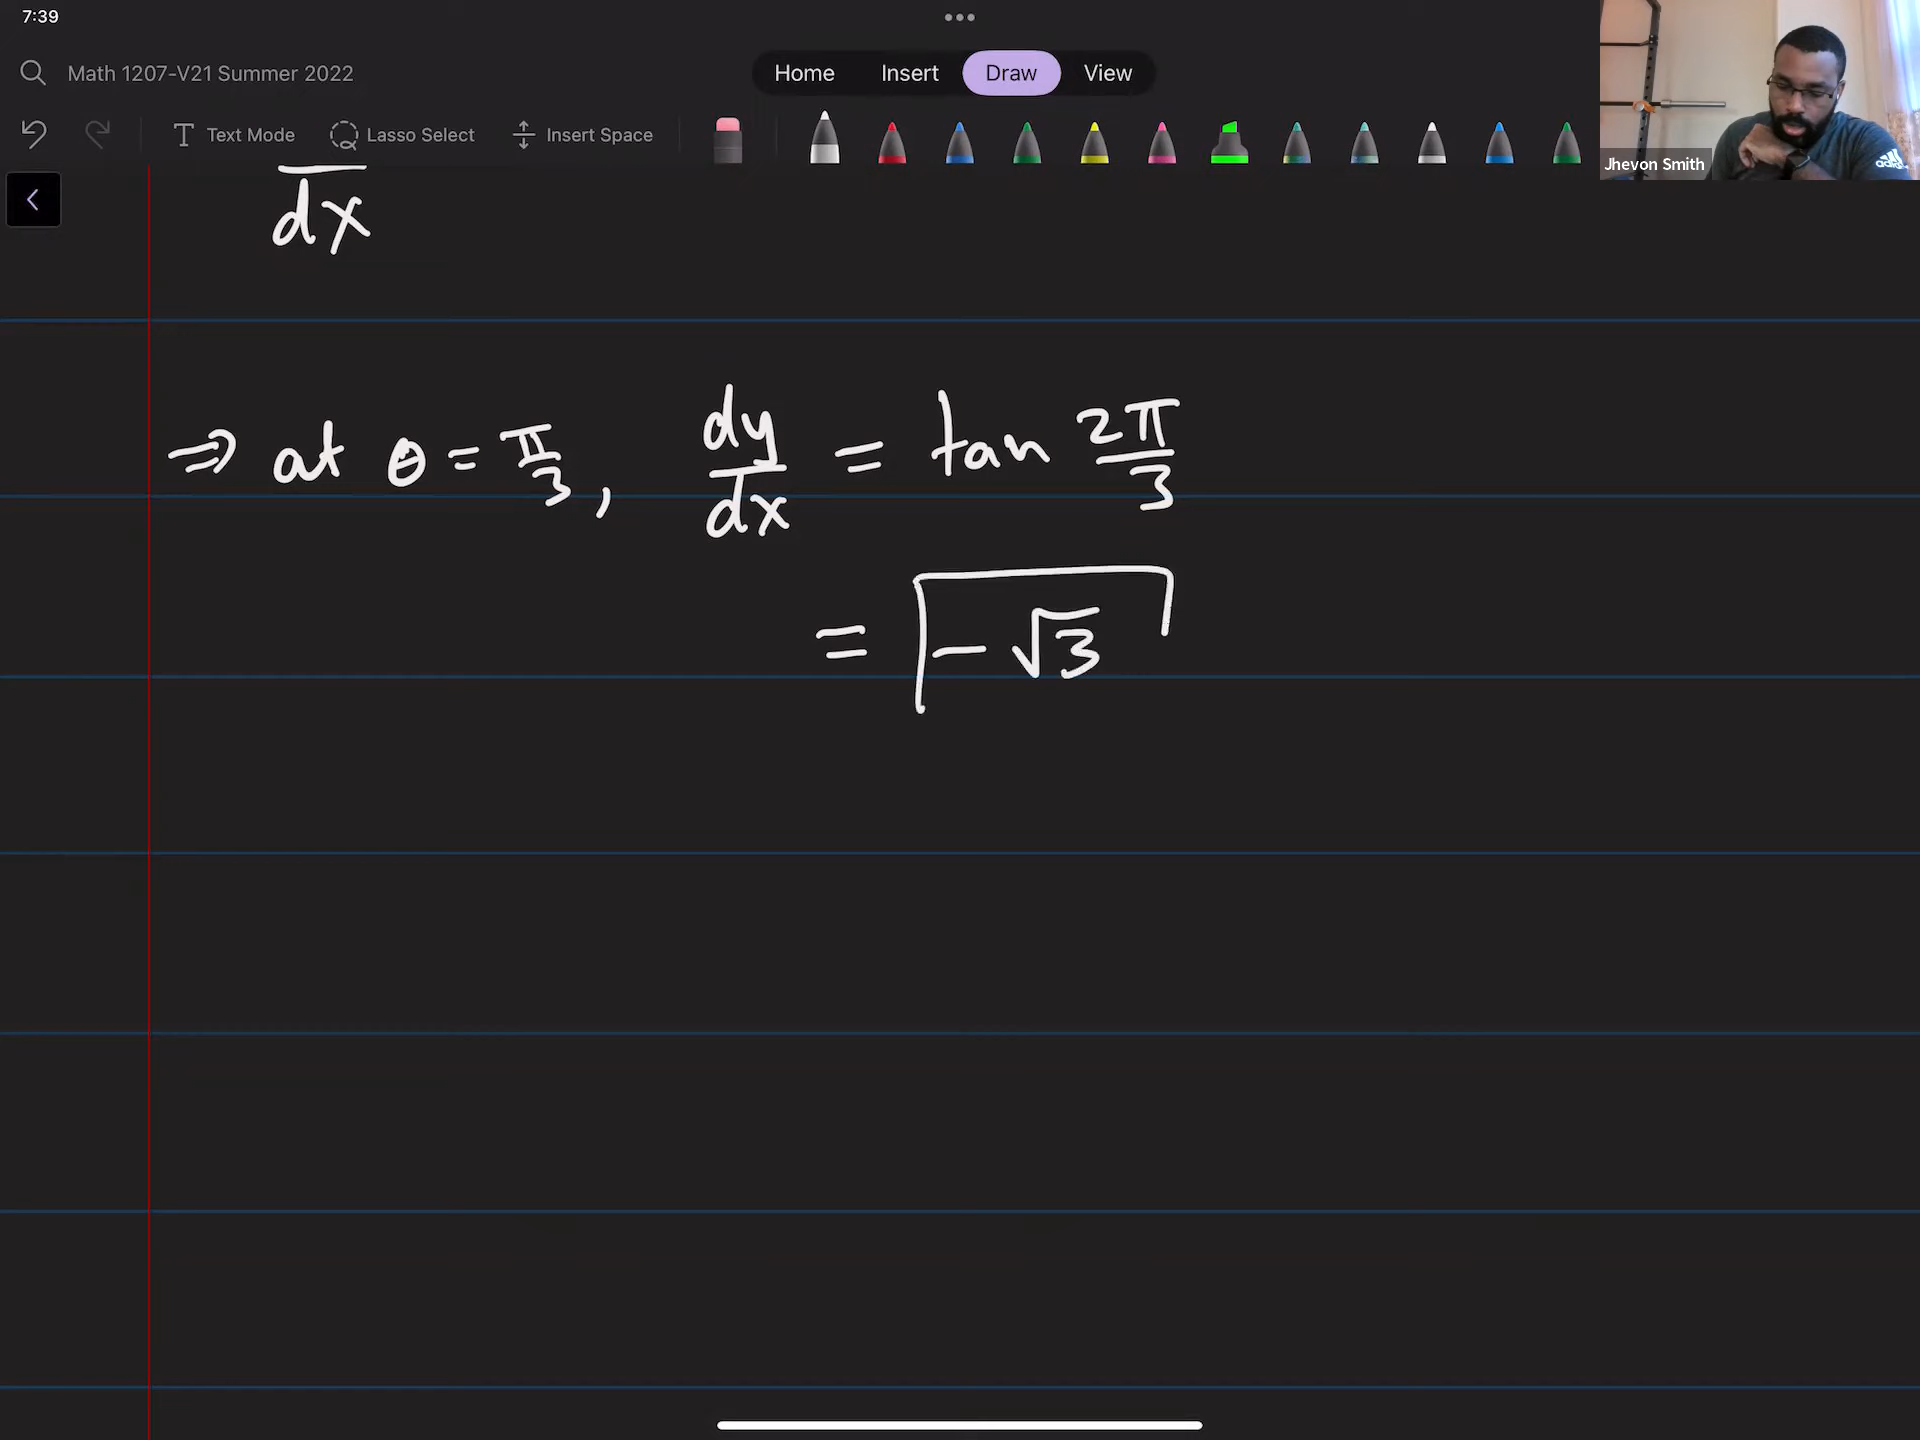 7:39
Math 1207-V21 Summer 2022
Home Insert Draw View
Text Mode Lasso Select Insert Space
Jhevon Smith
adidas
dx
⇒ at θ = π/3, dy/dx = tan 2π/3
= -√3